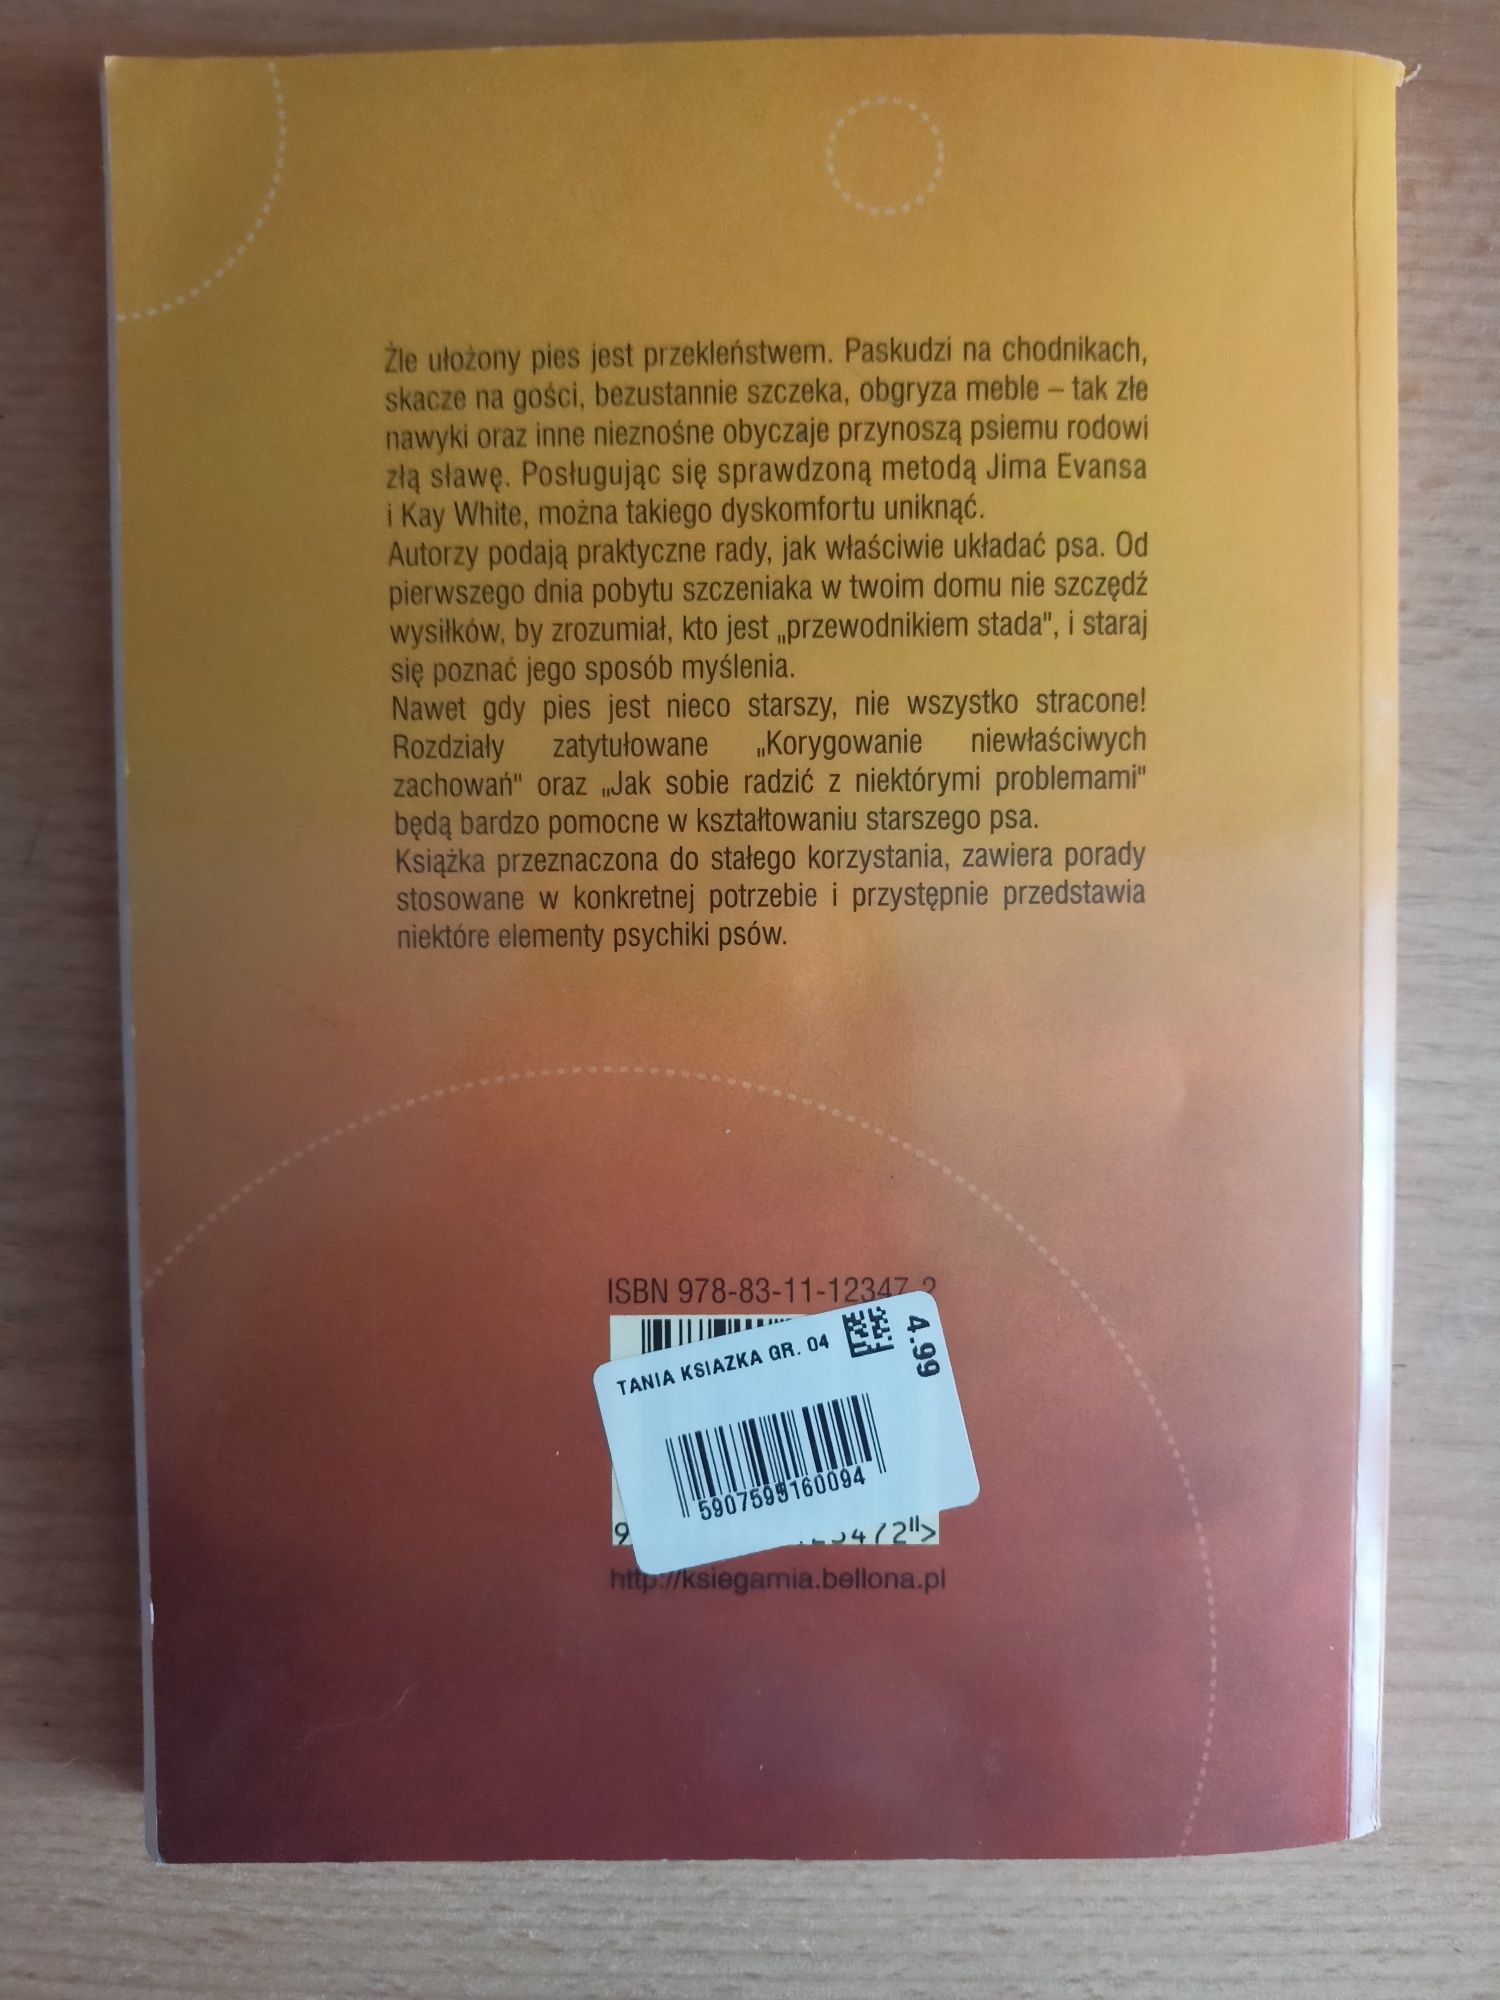 Źle ułożony pies jest przekleństwem. Paskudzi na chodnikach,
skacze na gości, bezustannie szczeka, obgryza meble – tak złe
nawyki oraz inne nieznośne obyczaje przynoszą psiemu rodowi
złą sławę. Posługując się sprawdzoną metodą Jima Evansa
i Kay White, można takiego dyskomfortu uniknąć.
Autorzy podają praktyczne rady, jak właściwie układać psa. Od
pierwszego dnia pobytu szczeniaka w twoim domu nie szczędź
wysiłków, by zrozumiał, kto jest „przewodnikiem stada", i staraj
się poznać jego sposób myślenia.
Nawet gdy pies jest nieco starszy, nie wszystko stracone!
Rozdziały zatytułowane „Korygowanie niewłaściwych
zachowań" oraz „Jak sobie radzić z niektórymi problemami"
będą bardzo pomocne w kształtowaniu starszego psa.
Książka przeznaczona do stałego korzystania, zawiera porady
stosowane w konkretnej potrzebie i przystępnie przedstawia
niektóre elementy psychiki psów.
ISBN 978-83-11-12347-2
4.99
TANIA KSIAZKA GR. 04
http://ksiegarnia.bellona.pl